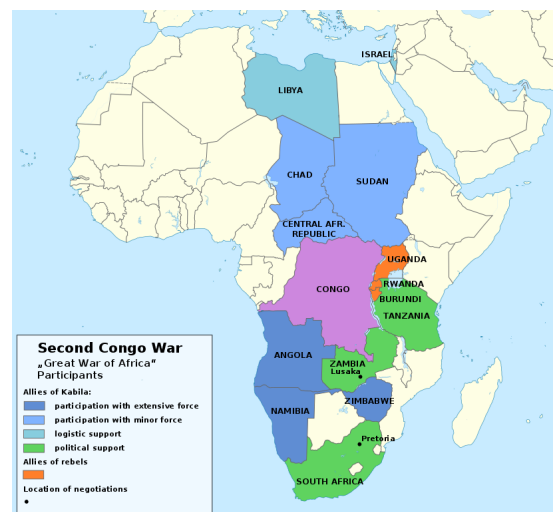 ISRAEL
LIBYA
CHAD
SUDAN
CENTRAL AFR.
REPUBLIC
UGANDA
CONGO
RWANDA
BURUNDI
TANZANIA
ANGOLA
ZAMBIA
Lusaka
NAMIBIA
ZIMBABWE
Pretoria
SOUTH AFRICA
Second Congo War
„Great War of Africa"
Participants
Allies of Kabila:
participation with extensive force
participation with minor force
logistic support
political support
Allies of rebels
Location of negotiations